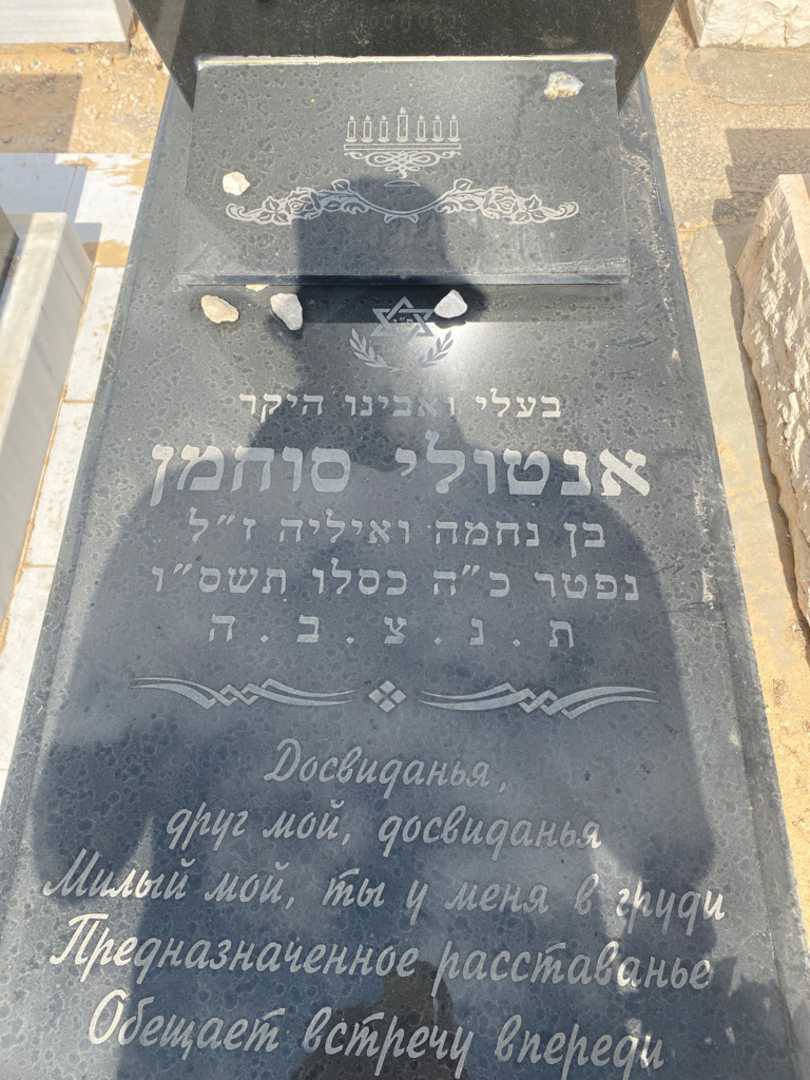 פ"נ
בעלי ואבינו היקר
אנטולי סוחמן
בן נחמה ואיליה ז"ל
נפטר כ"ה כסלו תשס"ו
ת.נ.צ.ב.ה
Досвиданья,
друг мой, досвиданья
Милый мой, ты у меня в груди
Предназначенное расставанье
Обещает встречу впереди